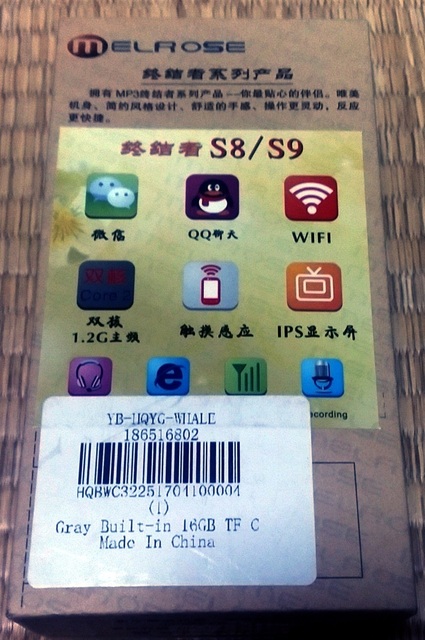 MELROSE
终结者系列产品
拥有MP3终结者系列产品---你最贴心的伴侣。唯美
机身、简约风格设计、舒适的手感、操作更灵动，反应
更快捷。
终结者 S8/S9
微信 QQ聊天 WIFI
双核
Core 2
双核 触摸感应 IPS显示屏
1.2G主频
ecording
YB-HQYG-WHALE
186516802
HQBWC32251701100004
(1)
Gray Built-in 16GB TF C
Made In China